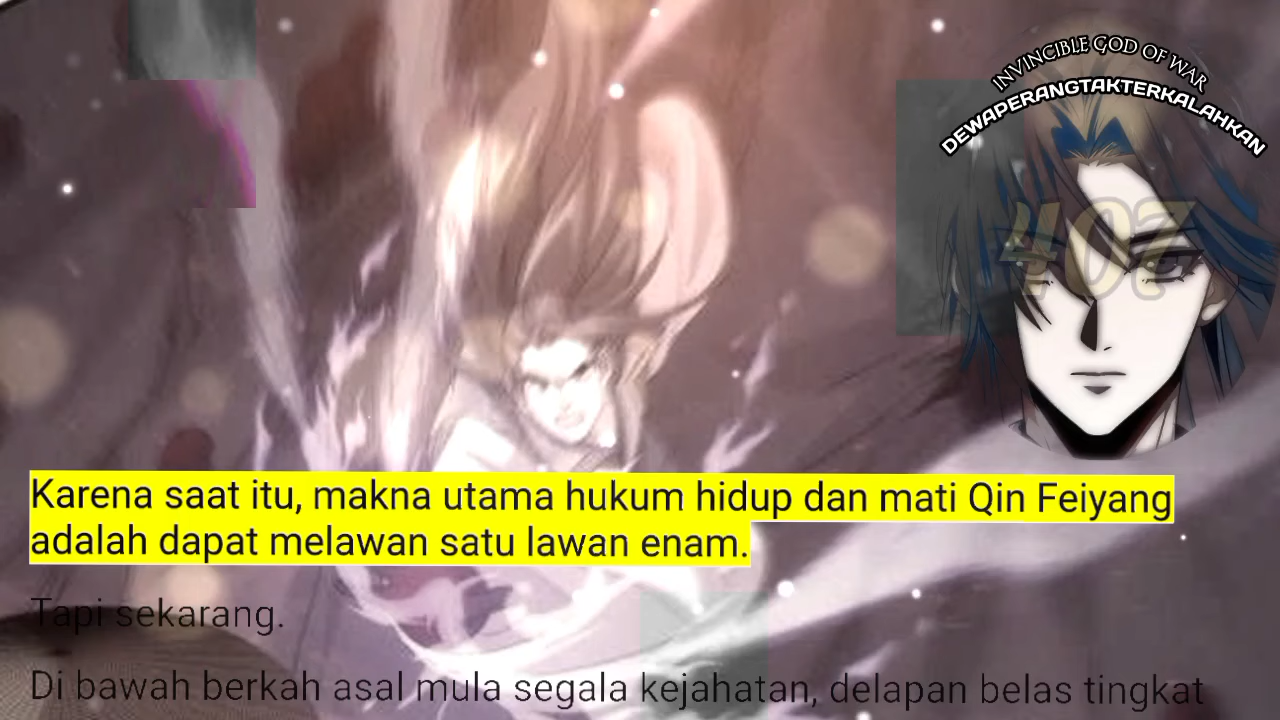 INVINCIBLE GOD OF WAR
DEWAPERANGTAKTERKALAHKAN
407
Karena saat itu, makna utama hukum hidup dan mati Qin Feiyang
adalah dapat melawan satu lawan enam.
Tapi sekarang.
Di bawah berkah asal mula segala kejahatan, delapan belas tingkat